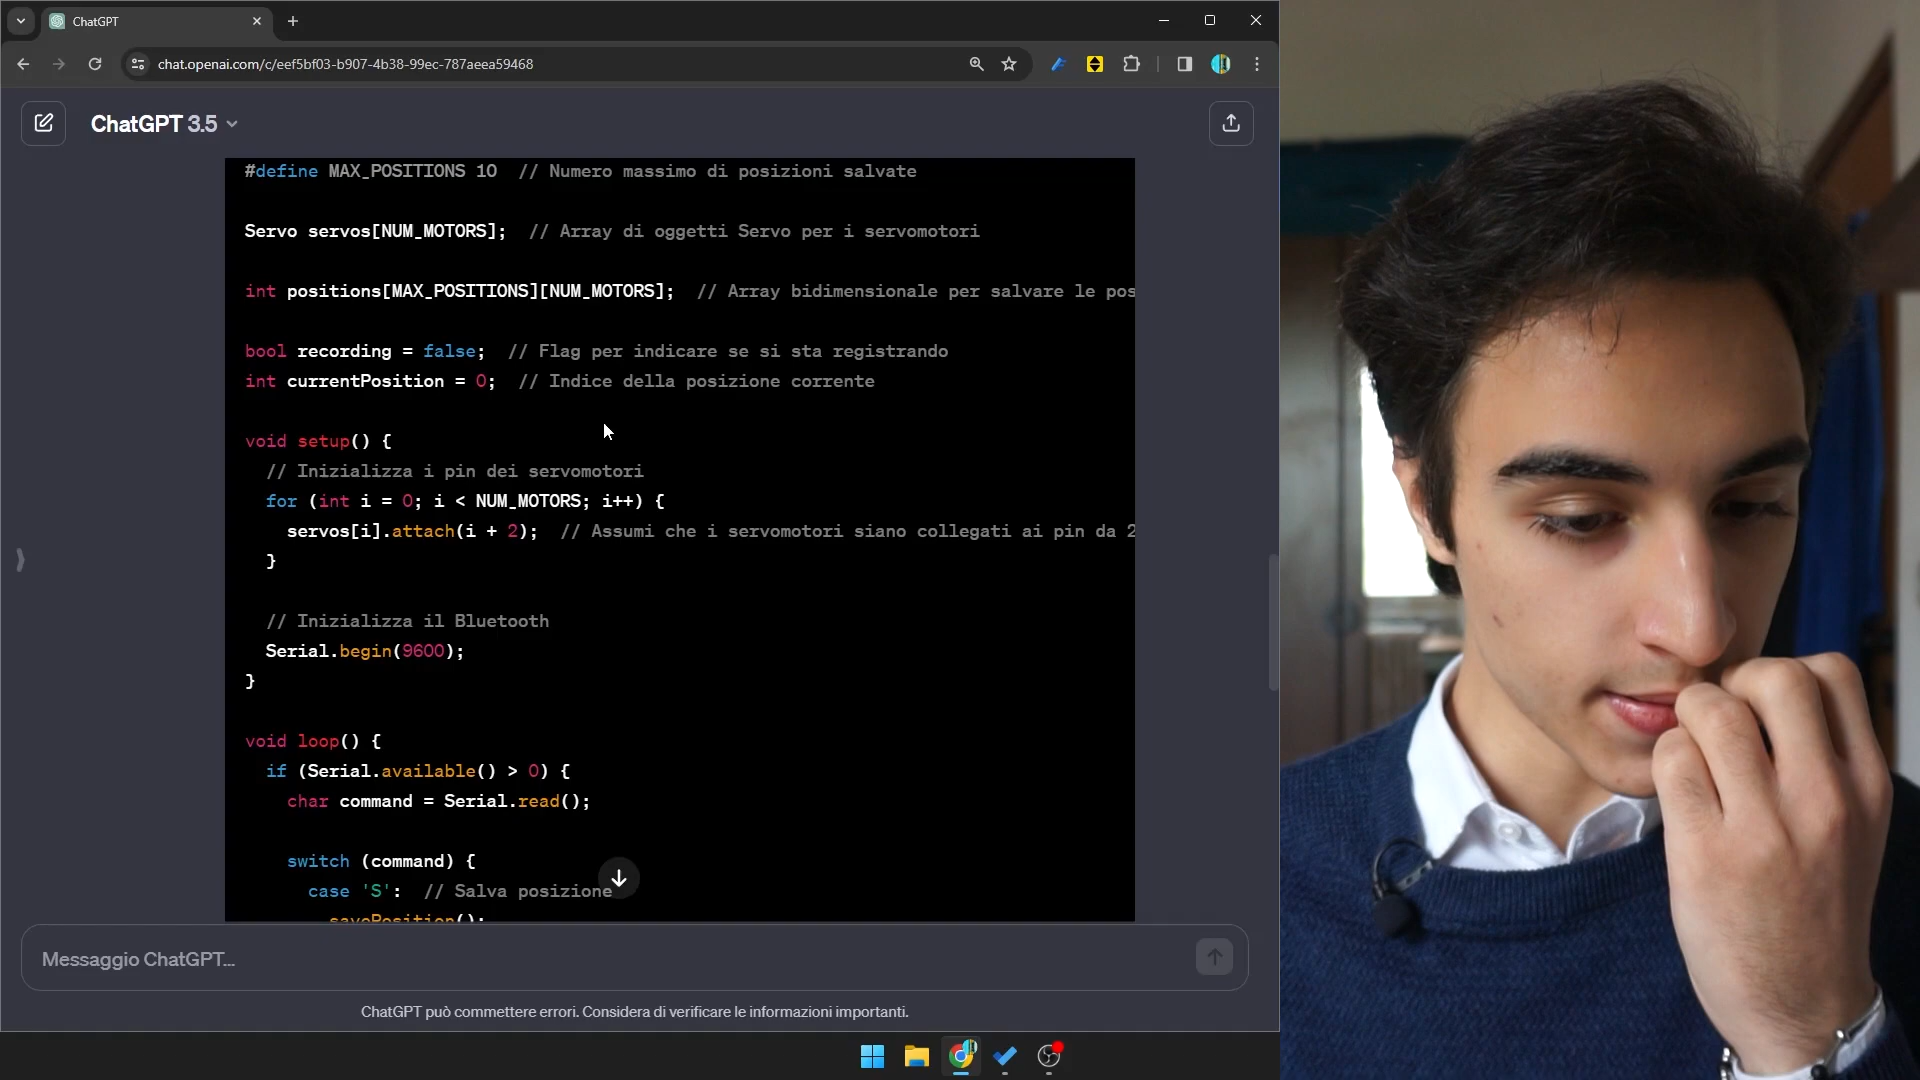 ChatGPT
chat.openai.com/c/eef5bf03-b907-4b38-99ec-787aeea59468
ChatGPT 3.5
#define MAX_POSITIONS 10  // Numero massimo di posizioni salvate
Servo servos[NUM_MOTORS];  // Array di oggetti Servo per i servomotori
int positions[MAX_POSITIONS][NUM_MOTORS];  // Array bidimensionale per salvare le pos
bool recording = false;  // Flag per indicare se si sta registrando
int currentPosition = 0;  // Indice della posizione corrente
void setup() {
  // Inizializza i pin dei servomotori
  for (int i = 0; i < NUM_MOTORS; i++) {
    servos[i].attach(i + 2);  // Assumi che i servomotori siano collegati ai pin da 2
  }
  // Inizializza il Bluetooth
  Serial.begin(9600);
}
void loop() {
  if (Serial.available() > 0) {
    char command = Serial.read();
    switch (command) {
      case 'S':  // Salva posizione
        savePosition();
Messaggio ChatGPT...
ChatGPT può commettere errori. Considera di verificare le informazioni importanti.